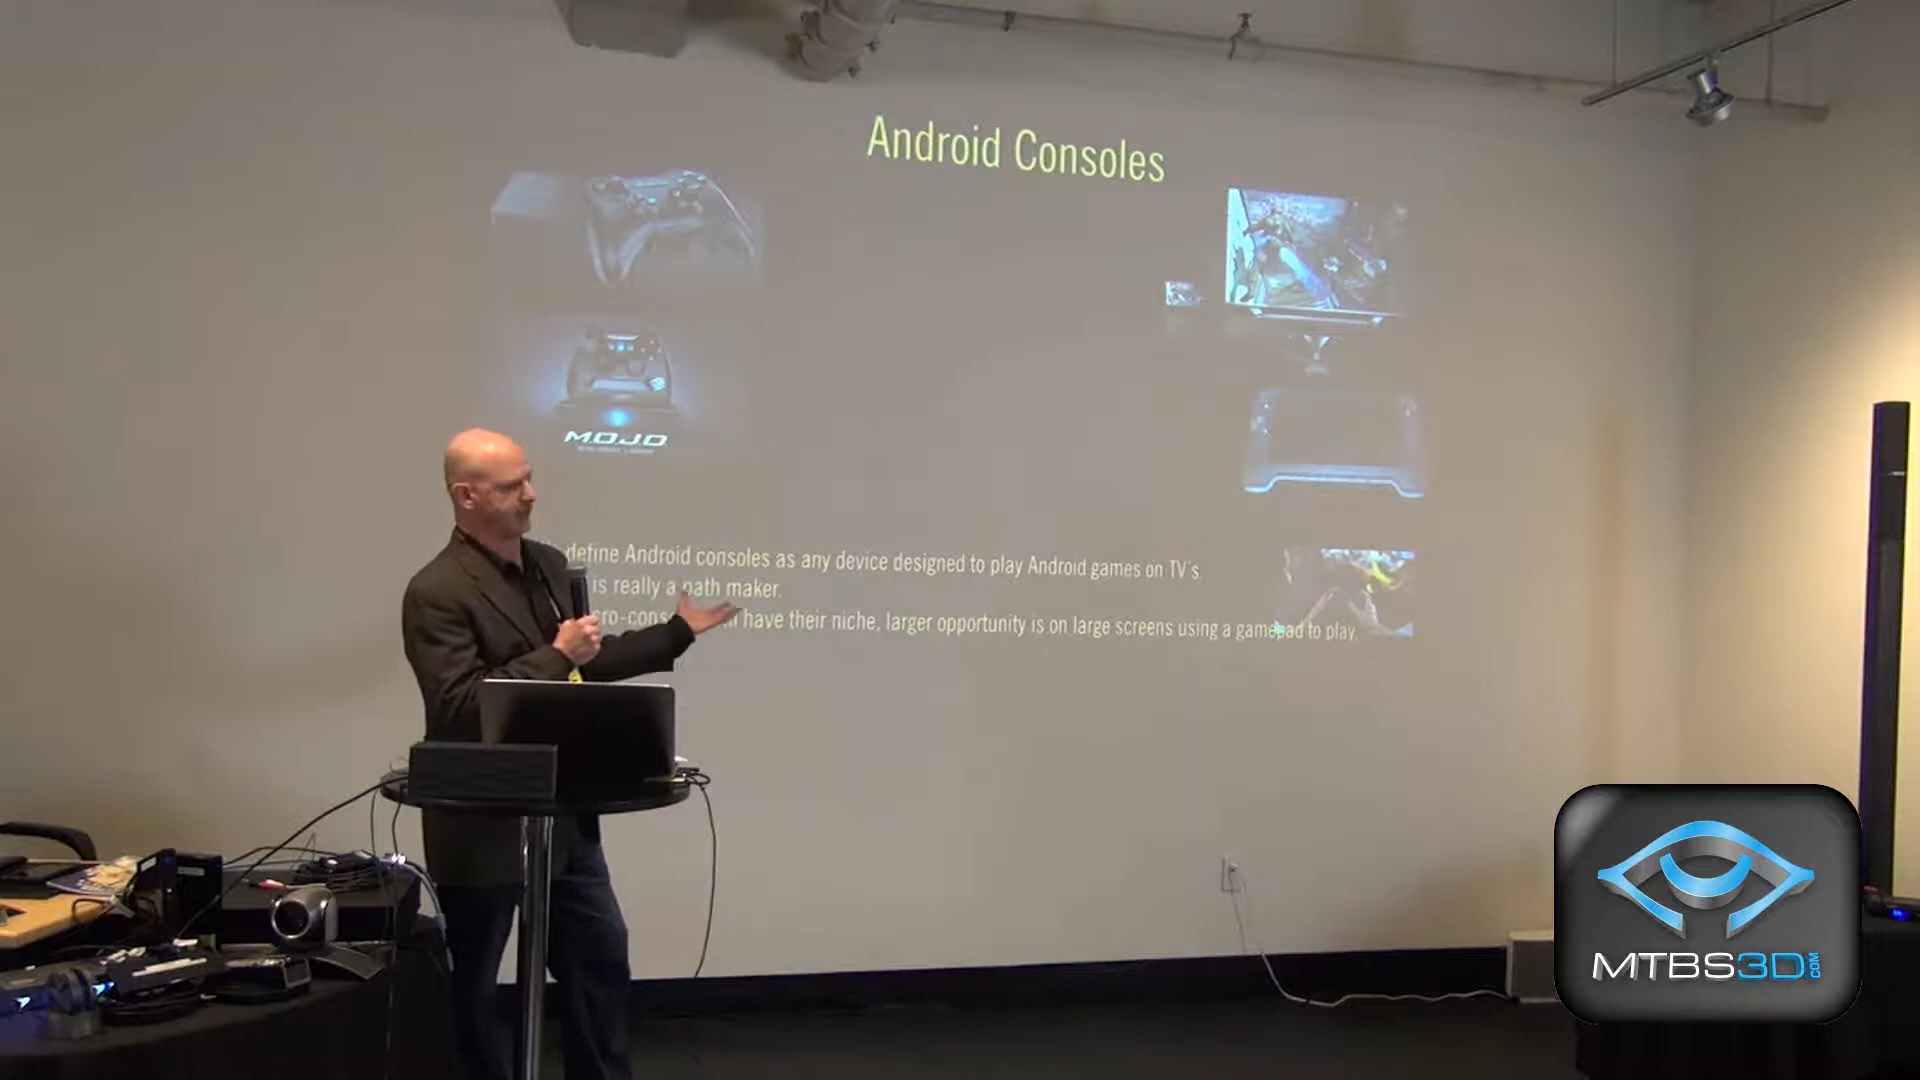 Android Consoles
M.O.J.O.
define Android consoles as any device designed to play Android games on TV's.
is really a path maker.
have their niche, larger opportunity is on large screens using a gamepad to play.
MTBS3D.COM